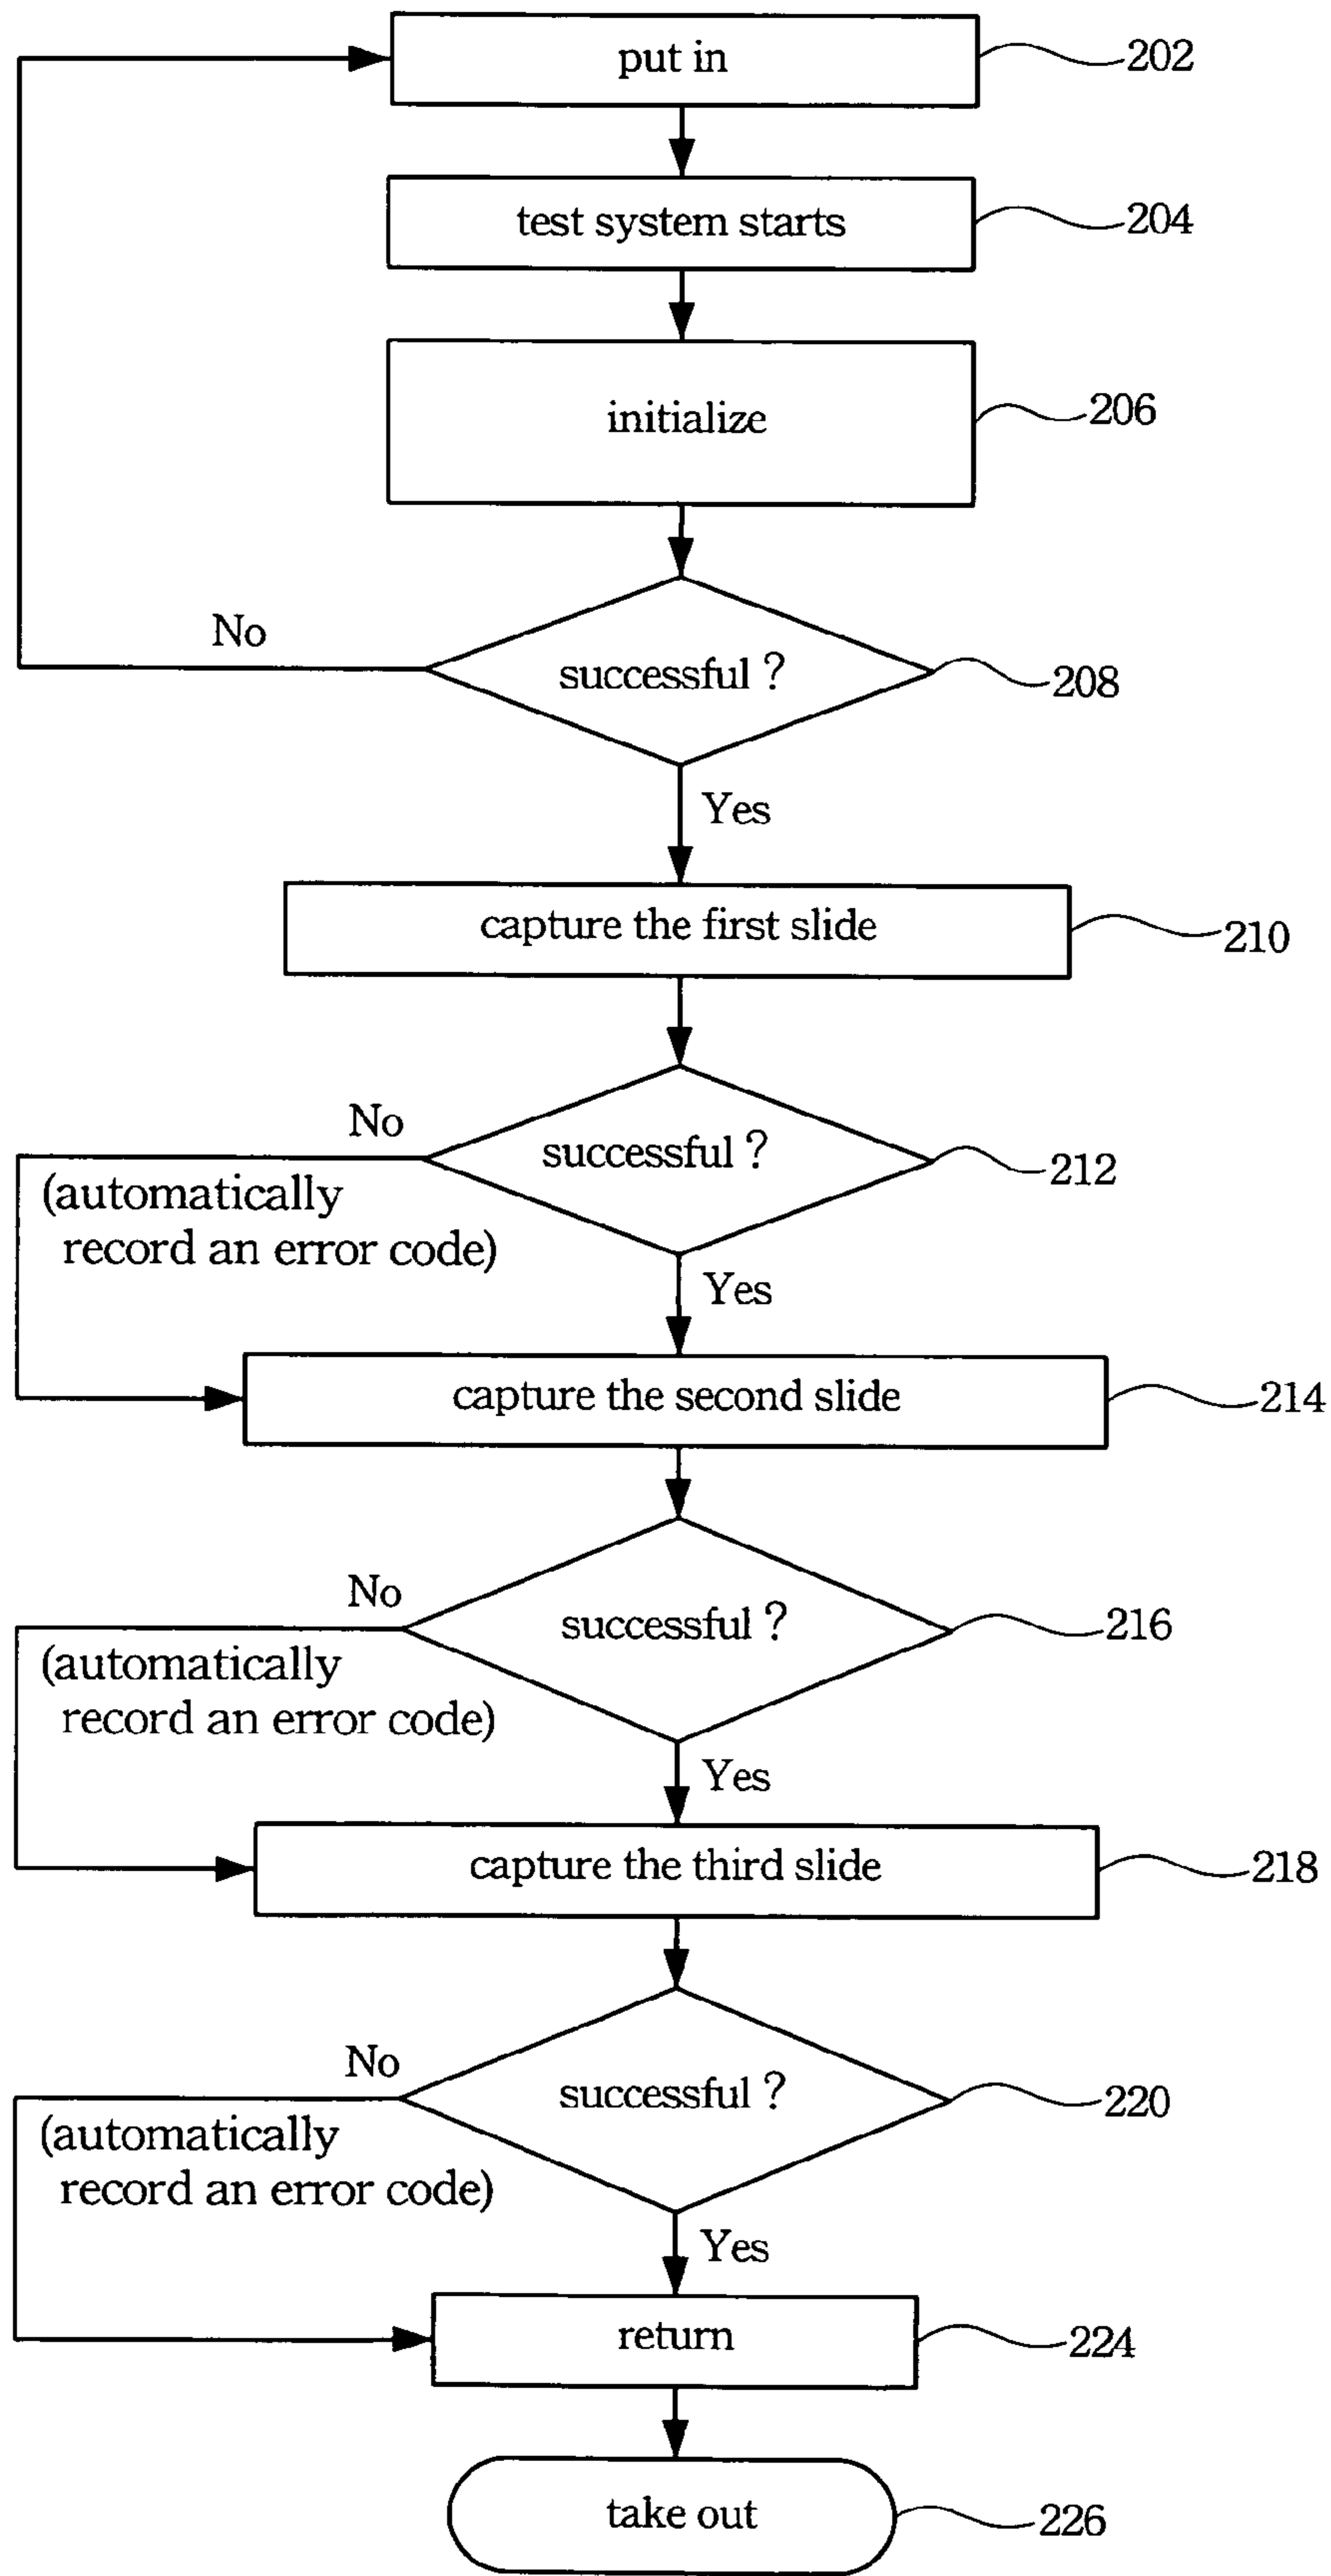 put in
202
test system starts
204
initialize
206
No
successful ?
208
Yes
capture the first slide
210
No
successful ?
212
(automatically
record an error code)
Yes
capture the second slide
214
No
successful ?
216
(automatically
record an error code)
Yes
capture the third slide
218
No
successful ?
220
(automatically
record an error code)
Yes
return
224
take out
226